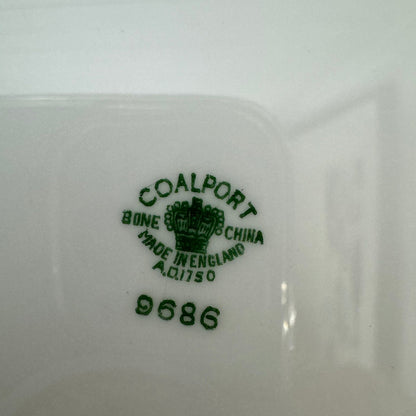 COALPORT
BONE CHINA
MADE IN ENGLAND
A.D.1750
9686